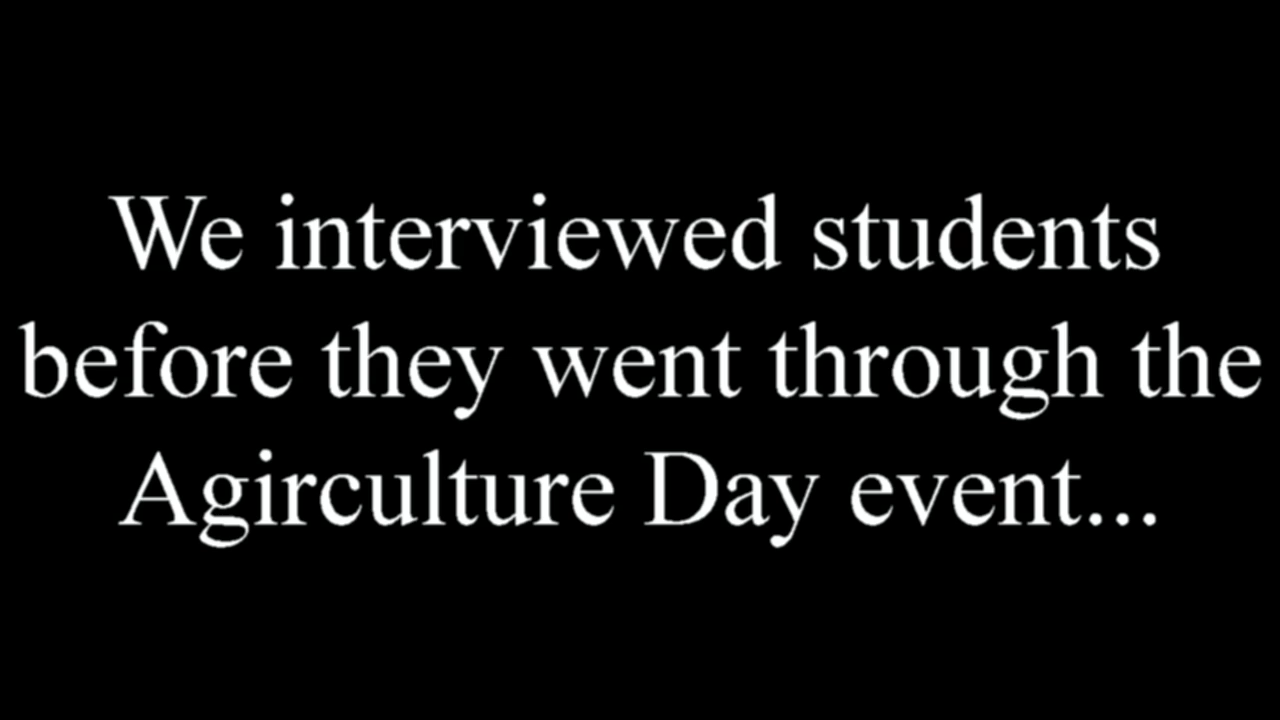 We interviewed students
before they went through the
Agirculture Day event...